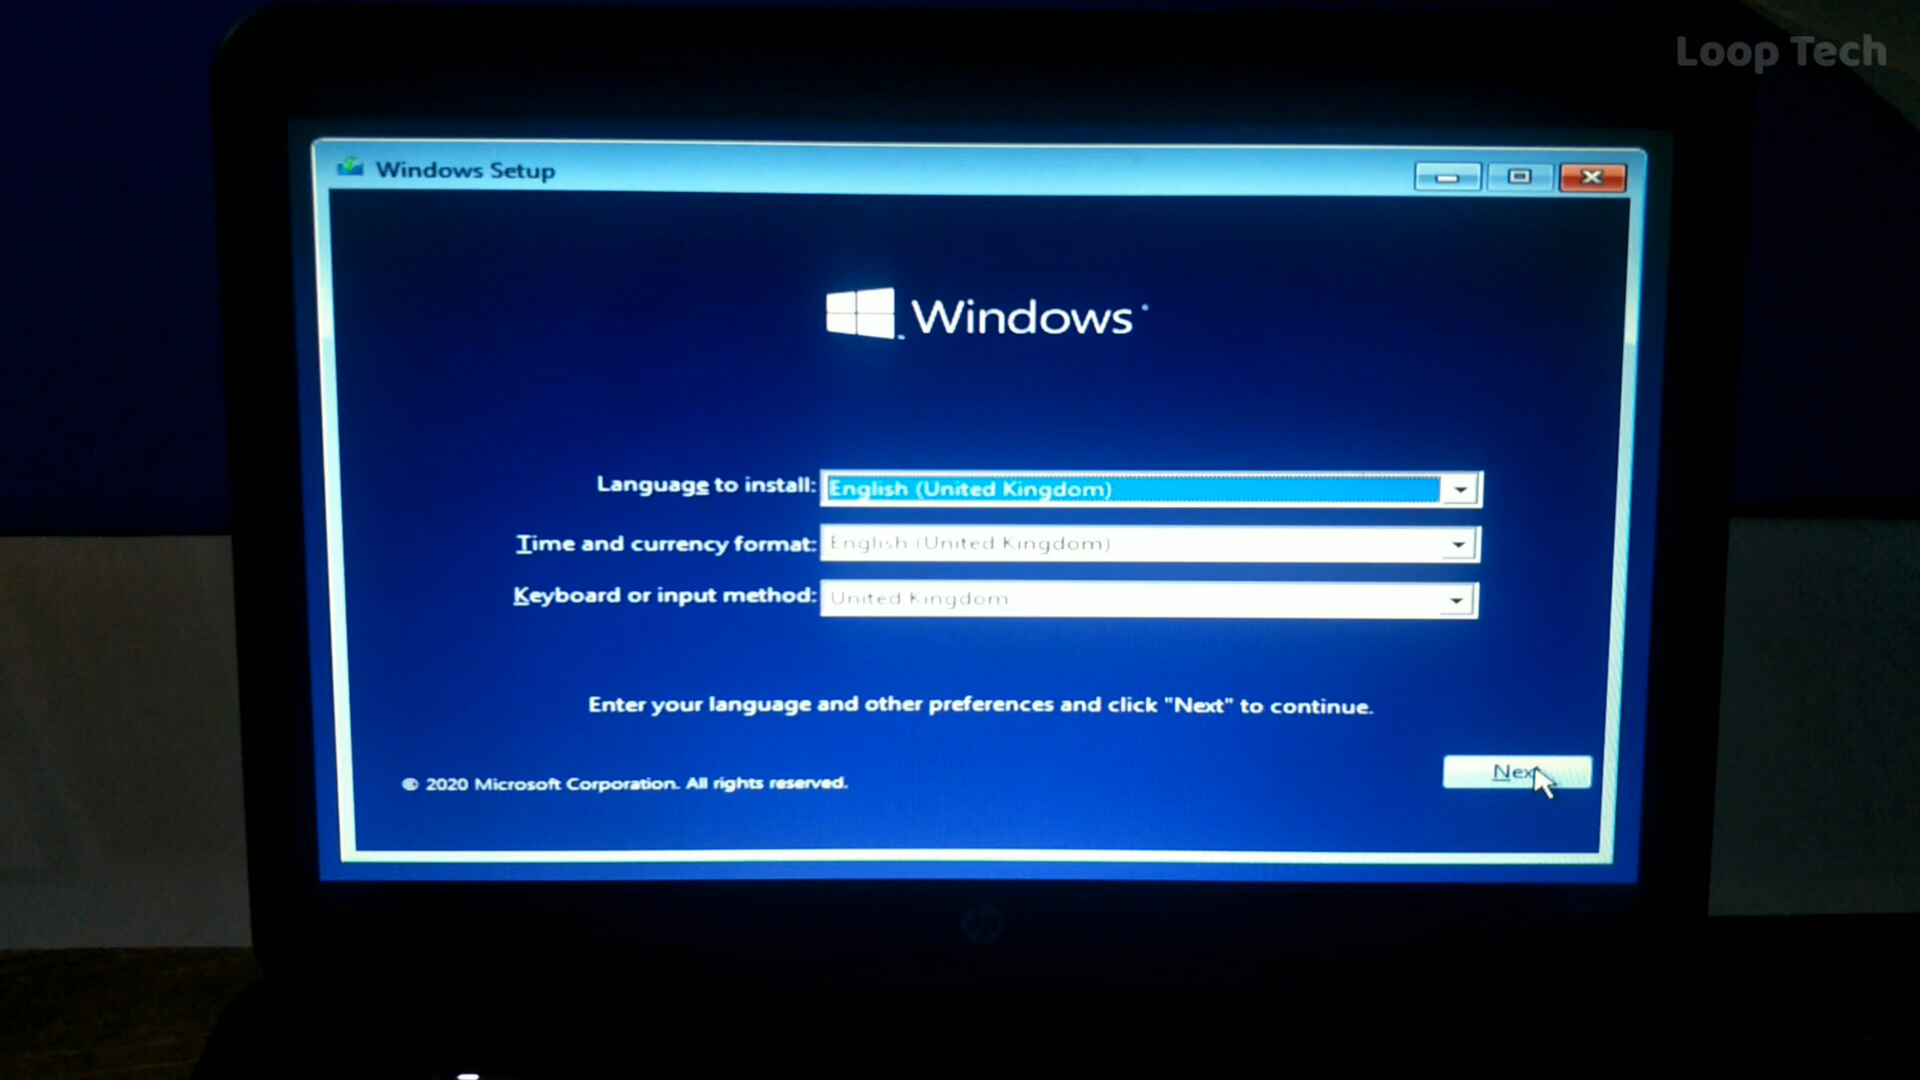 Loop Tech
Windows Setup
Windows
Language to install: English (United Kingdom)
Time and currency format: English (United Kingdom)
Keyboard or input method: United Kingdom
Enter your language and other preferences and click "Next" to continue.
Next
© 2020 Microsoft Corporation. All rights reserved.
hp